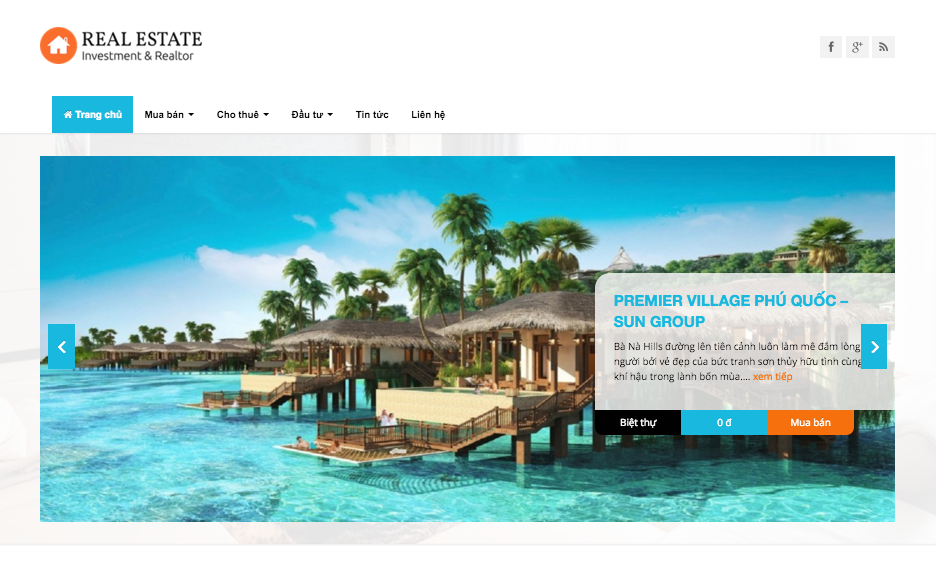 REAL ESTATE
Investment & Realtor
Trang chủ Mua bán Cho thuê Đầu tư Tin tức Liên hệ
PREMIER VILLAGE PHÚ QUỐC –
SUN GROUP
Bà Nà Hills đường lên tiên cảnh luôn làm mê đắm lòng
người bởi vẻ đẹp của bức tranh sơn thủy hữu tình cùng
khí hậu trong lành bốn mùa.... xem tiếp
Biệt thự 0 đ Mua bán